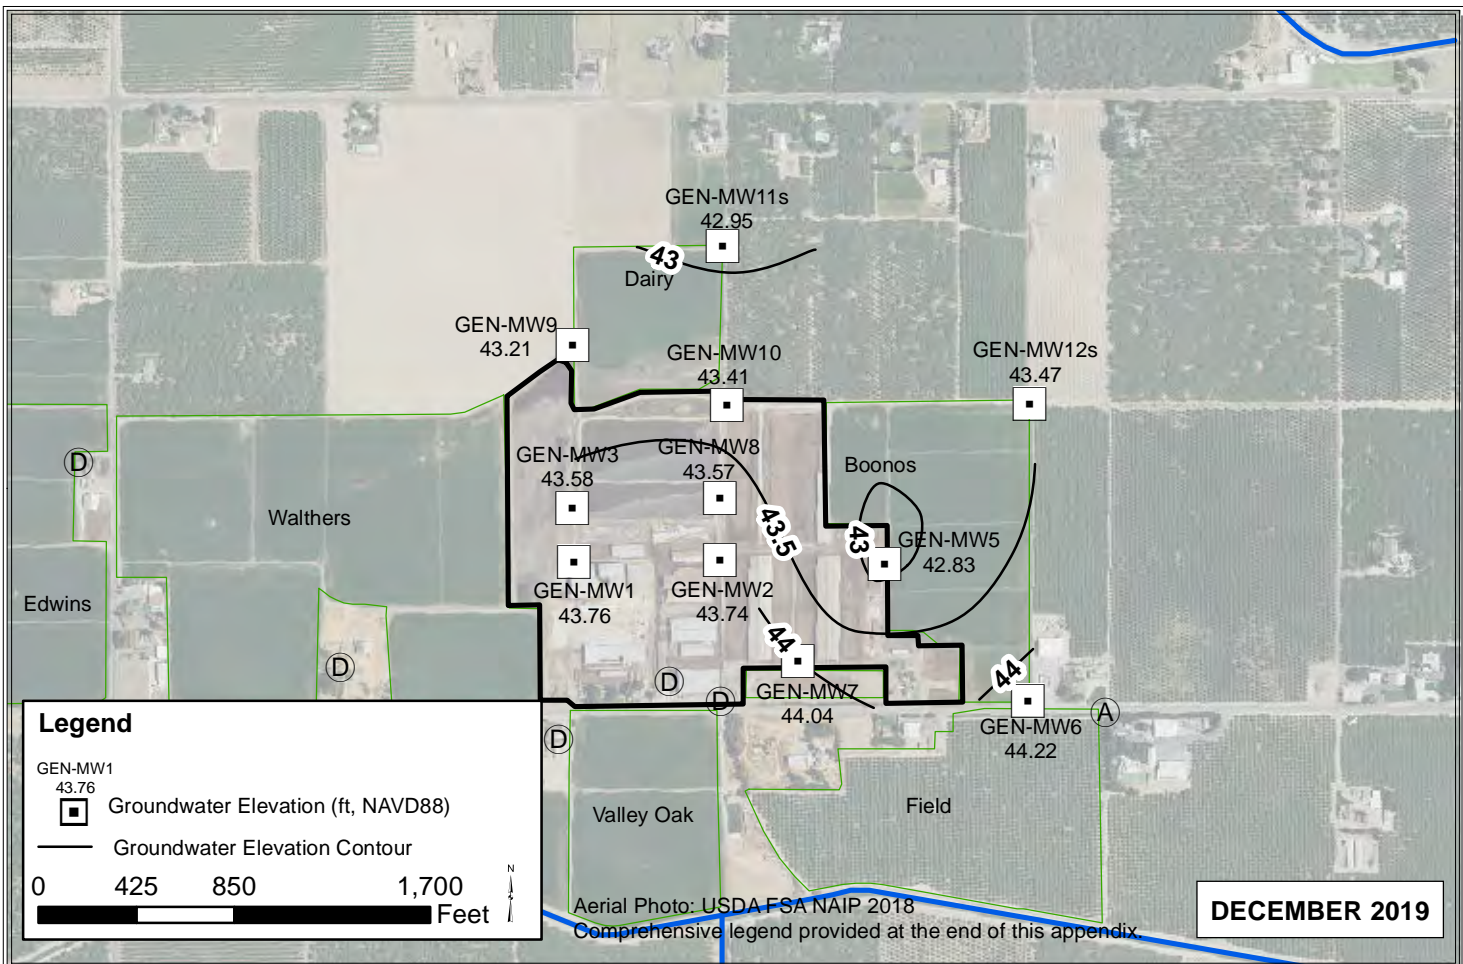 GEN-MW11s
42.95
43
Dairy
GEN-MW9
43.21
GEN-MW10
43.41
GEN-MW12s
43.47
GEN-MW3
43.58
GEN-MW8
43.57
Boonos
D
Walthers
43.5
43
GEN-MW5
42.83
GEN-MW1
43.76
GEN-MW2
43.74
Edwins
44
D
D
D
GEN-MW7
44.04
44
GEN-MW6
44.22
A
D
Valley Oak
Field
Legend
GEN-MW1
43.76
Groundwater Elevation (ft, NAVD88)
Groundwater Elevation Contour
0 425 850 1,700
Feet
N
Aerial Photo: USDA FSA NAIP 2018
Comprehensive legend provided at the end of this appendix.
DECEMBER 2019